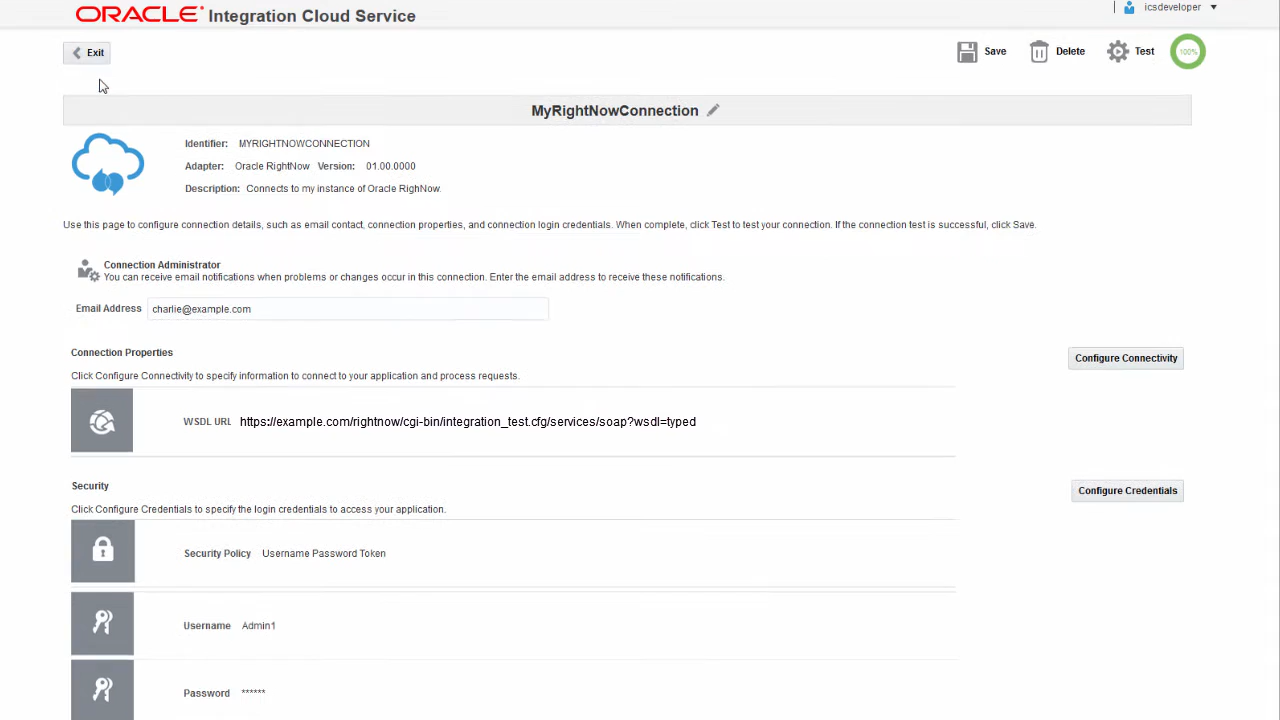 ORACLE Integration Cloud Service
icsdeveloper
Exit
Save
Delete
Test
100%
MyRightNowConnection
Identifier: MYRIGHTNOWCONNECTION
Adapter: Oracle RightNow Version: 01.00.0000
Description: Connects to my instance of Oracle RighNow.
Use this page to configure connection details, such as email contact, connection properties, and connection login credentials. When complete, click Test to test your connection. If the connection test is successful, click Save.
Connection Administrator
You can receive email notifications when problems or changes occur in this connection. Enter the email address to receive these notifications.
Email Address charlie@example.com
Connection Properties
Configure Connectivity
Click Configure Connectivity to specify information to connect to your application and process requests.
WSDL URL https://example.com/rightnow/cgi-bin/integration_test.cfg/services/soap?wsdl=typed
Security
Configure Credentials
Click Configure Credentials to specify the login credentials to access your application.
Security Policy Username Password Token
Username Admin1
Password ******